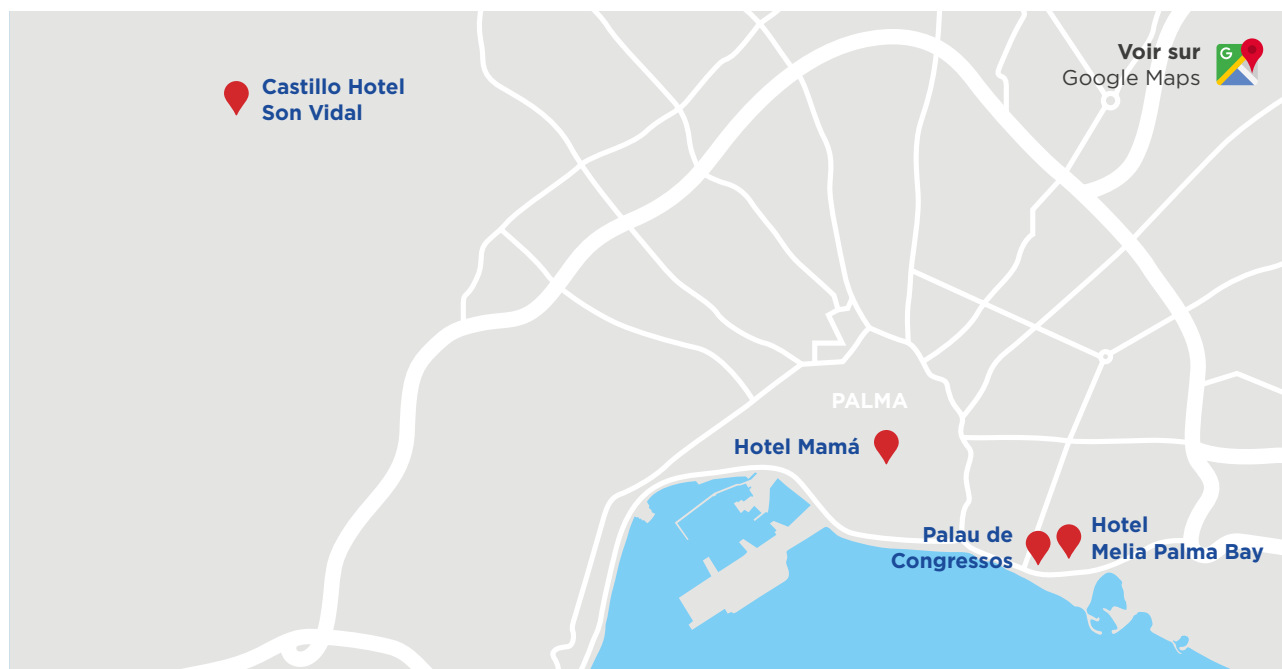 Voir sur
Google Maps
G
Castillo Hotel
Son Vidal
PALMA
Hotel Mamá
Palau de
Congressos
Hotel
Melia Palma Bay